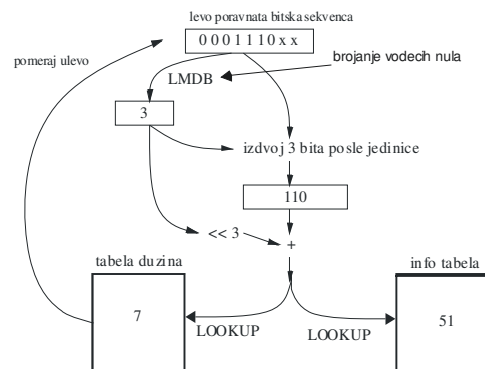 levo poravnata bitska sekvenca
0 0 0 1 1 1 0 x x
brojanje vodecih nula
pomeraj ulevo
LMDB
3
izdvoj 3 bita posle jedinice
110
<< 3
+
tabela duzina
info tabela
7
51
LOOKUP
LOOKUP